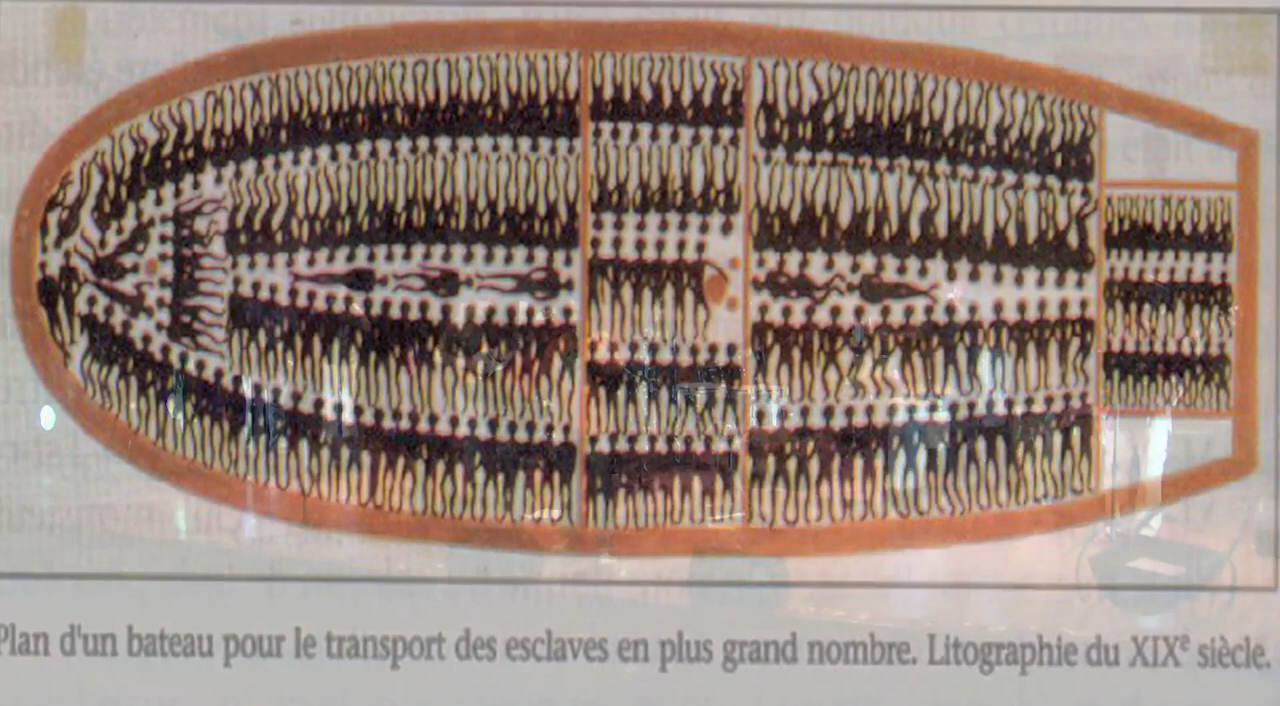 Plan d'un bateau pour le transport des esclaves en plus grand nombre. Litographie du XIXe siècle.